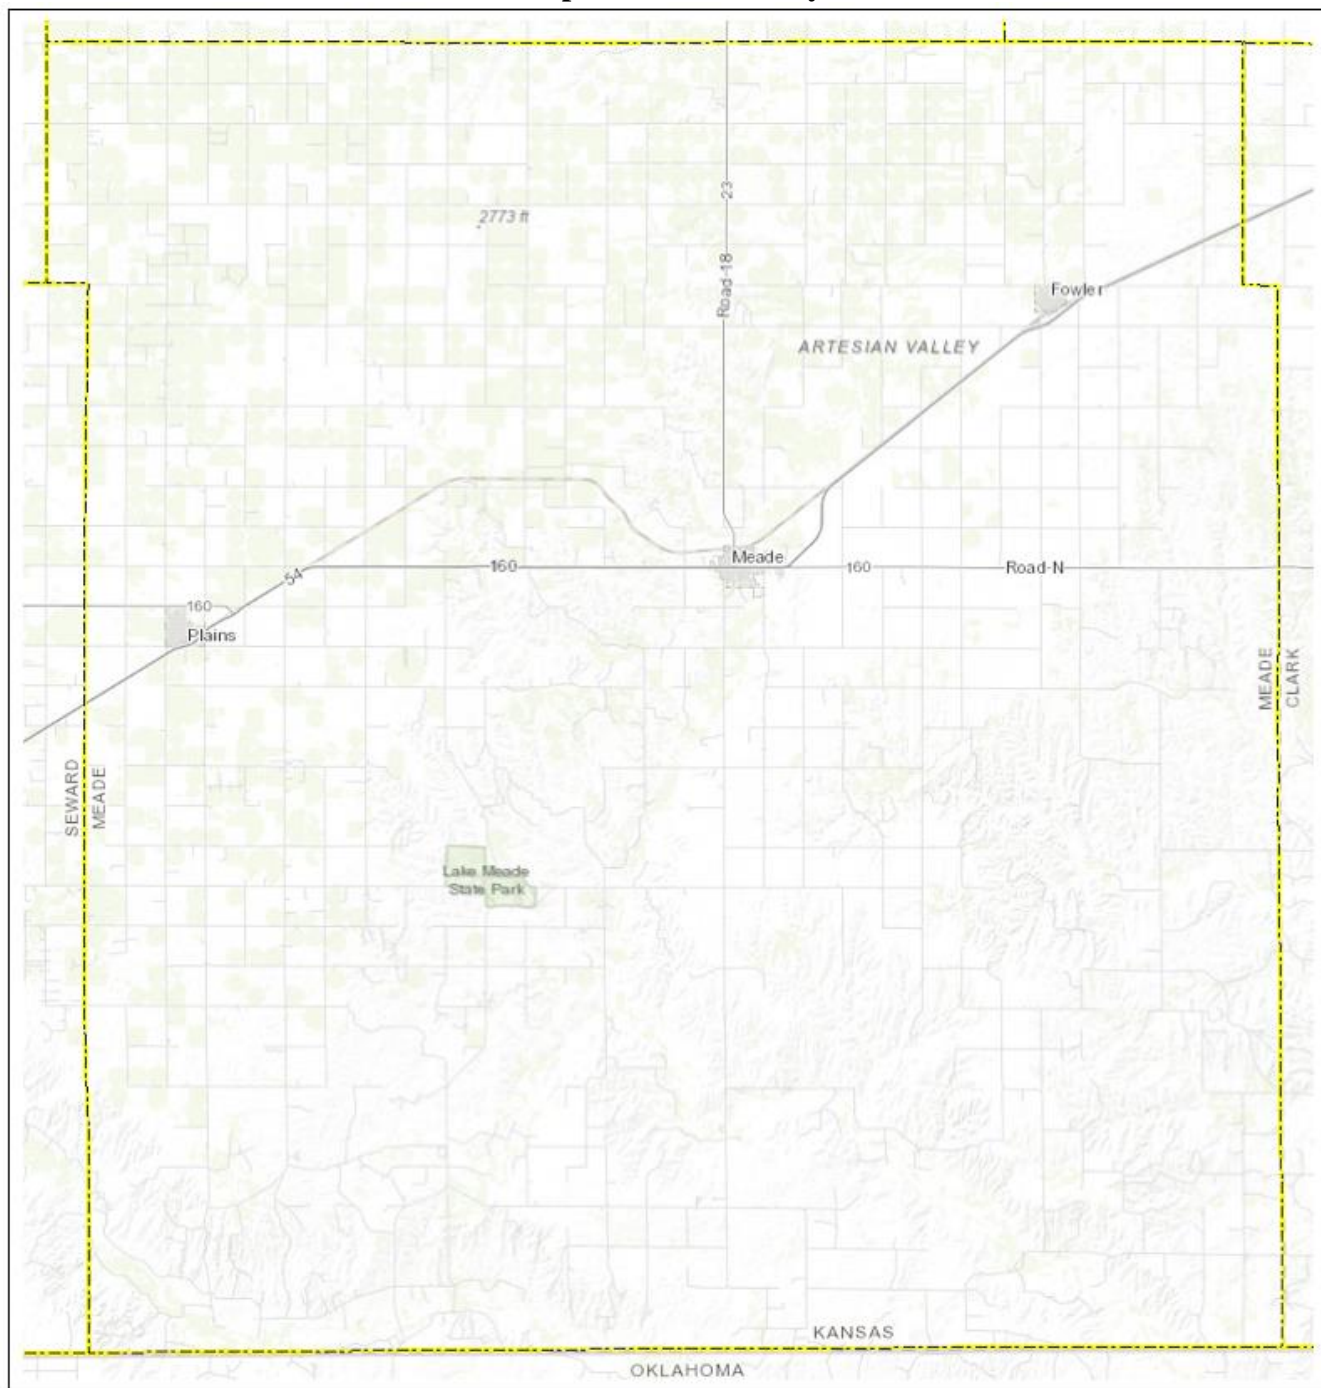 23
2773 ft
Road-18
Fowler
ARTESIAN VALLEY
Meade
160
160
Road-N
54
160
Plains
MEADE
CLARK
SEWARD
MEADE
Lake Meade
State Park
KANSAS
OKLAHOMA